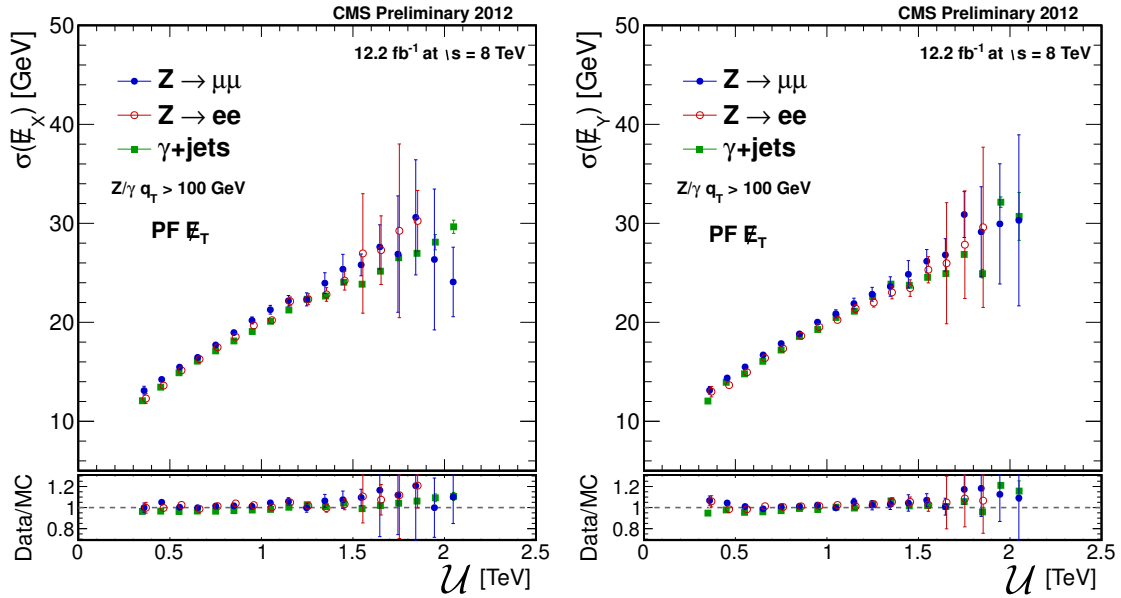 CMS Preliminary 2012
12.2 fb⁻¹ at √s = 8 TeV
Z → μμ
Z → ee
γ+jets
Z/γ q_T > 100 GeV
PF E̸_T
σ(E̸_X) [GeV]
50
40
30
20
10
Data/MC
1.2
1
0.8
0 0.5 1 1.5 2 2.5
𝒰 [TeV]
CMS Preliminary 2012
12.2 fb⁻¹ at √s = 8 TeV
Z → μμ
Z → ee
γ+jets
Z/γ q_T > 100 GeV
PF E̸_T
σ(E̸_Y) [GeV]
50
40
30
20
10
Data/MC
1.2
1
0.8
0 0.5 1 1.5 2 2.5
𝒰 [TeV]